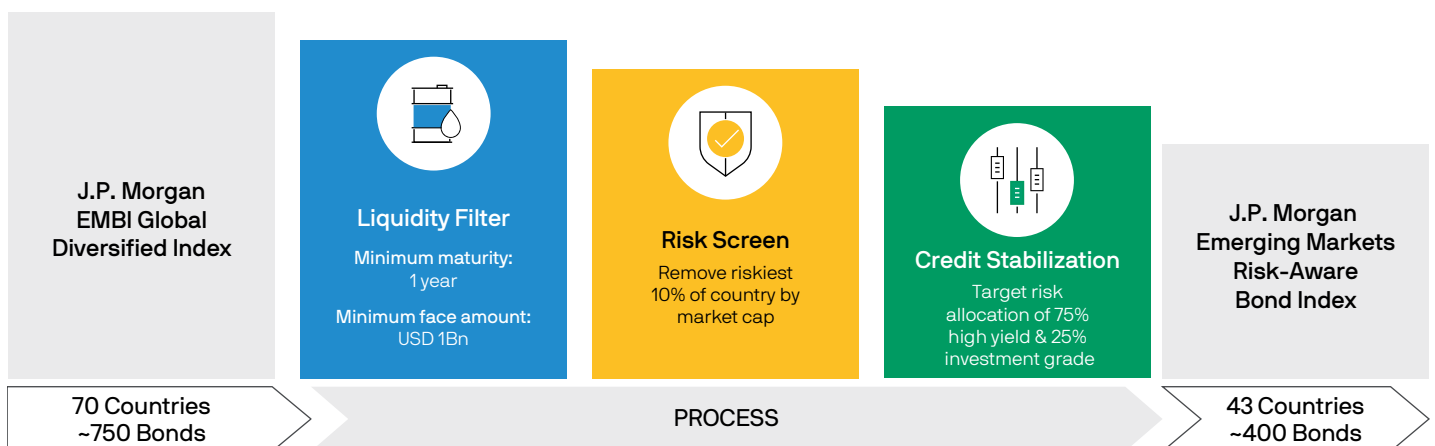 J.P. Morgan
EMBI Global
Diversified Index
Liquidity Filter
Minimum maturity:
1 year
Minimum face amount:
USD 1Bn
Risk Screen
Remove riskiest
10% of country by
market cap
Credit Stabilization
Target risk
allocation of 75%
high yield & 25%
investment grade
J.P. Morgan
Emerging Markets
Risk-Aware
Bond Index
70 Countries
~750 Bonds
PROCESS
43 Countries
~400 Bonds